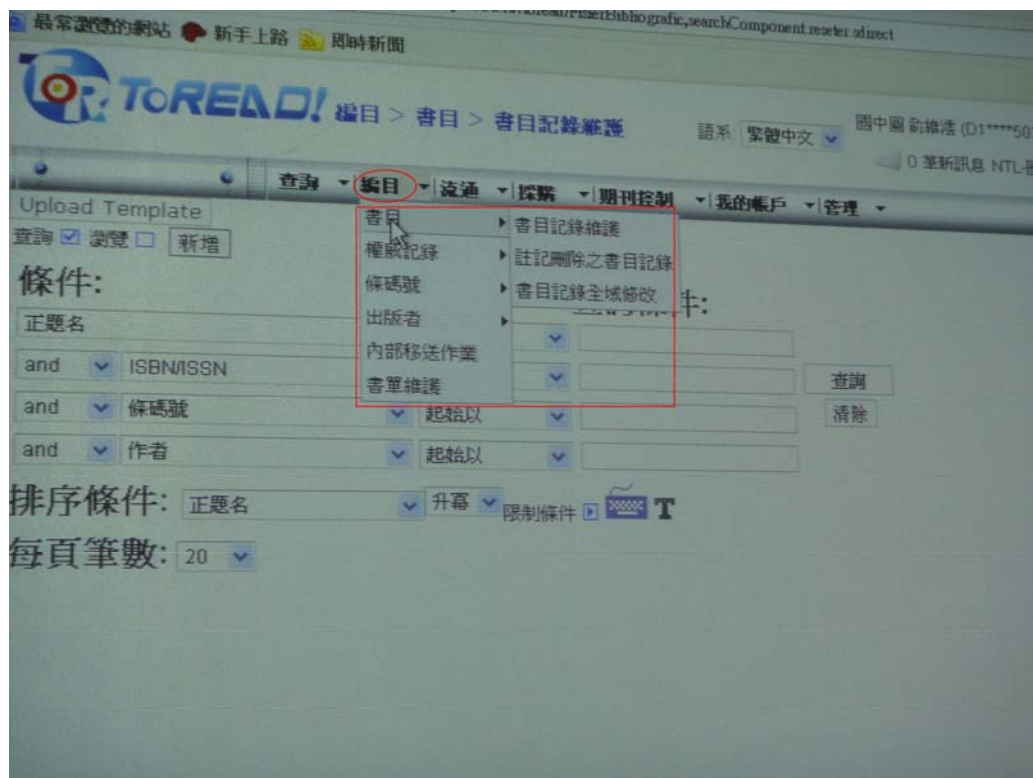 最常瀏覽的網站 新手上路 即時新聞
searchComponent.reseter.sdirect
TOREAD! 編目 > 書目 > 書目記錄維護
語系: 繁體中文
0 筆新訊息 NTL-
查詢 編目 流通 採購 期刊控制 我的帳戶 管理
Upload Template
查詢 瀏覽 新增
書目 書目記錄維護
權威記錄 註記刪除之書目記錄
條碼號 書目記錄全域修改
出版者
內部移送作業
書單維護
條件:
正題名
and ISBN/ISSN 查詢
and 條碼號 起始以 清除
and 作者 起始以
排序條件: 正題名 升冪 限制條件 T
每頁筆數: 20